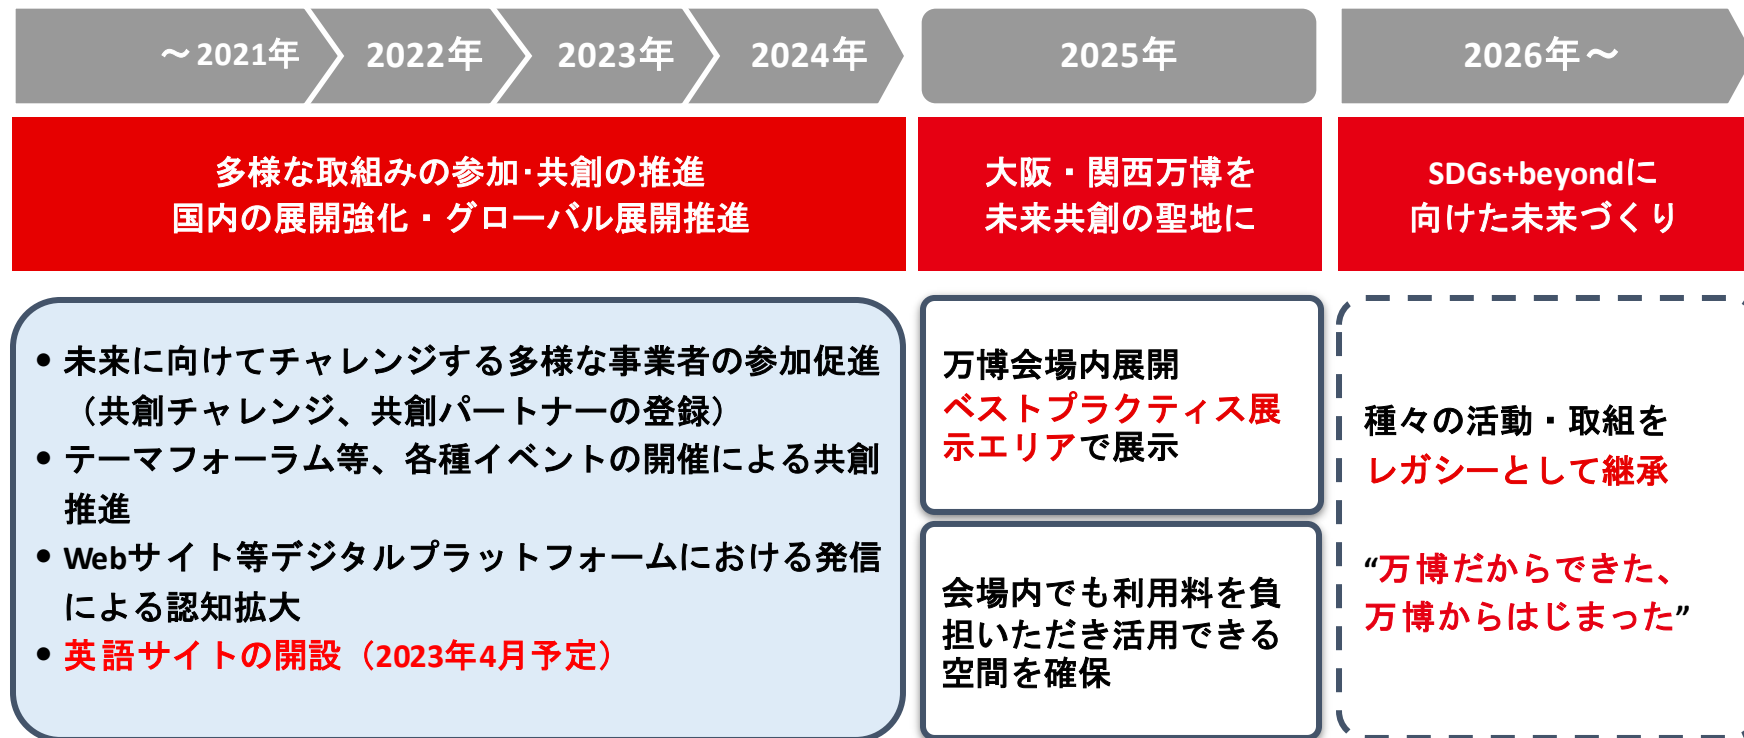 ～2021年
2022年
2023年
2024年
2025年
2026年～
多様な取組みの参加･共創の推進
国内の展開強化・グローバル展開推進
大阪・関西万博を
未来共創の聖地に
SDGs+beyondに
向けた未来づくり
• 未来に向けてチャレンジする多様な事業者の参加促進
（共創チャレンジ、共創パートナーの登録）
• テーマフォーラム等、各種イベントの開催による共創
推進
• Webサイト等デジタルプラットフォームにおける発信
による認知拡大
• 英語サイトの開設（2023年4月予定）
万博会場内展開
ベストプラクティス展
示エリアで展示
会場内でも利用料を負
担いただき活用できる
空間を確保
種々の活動・取組を
レガシーとして継承
“万博だからできた、
万博からはじまった”